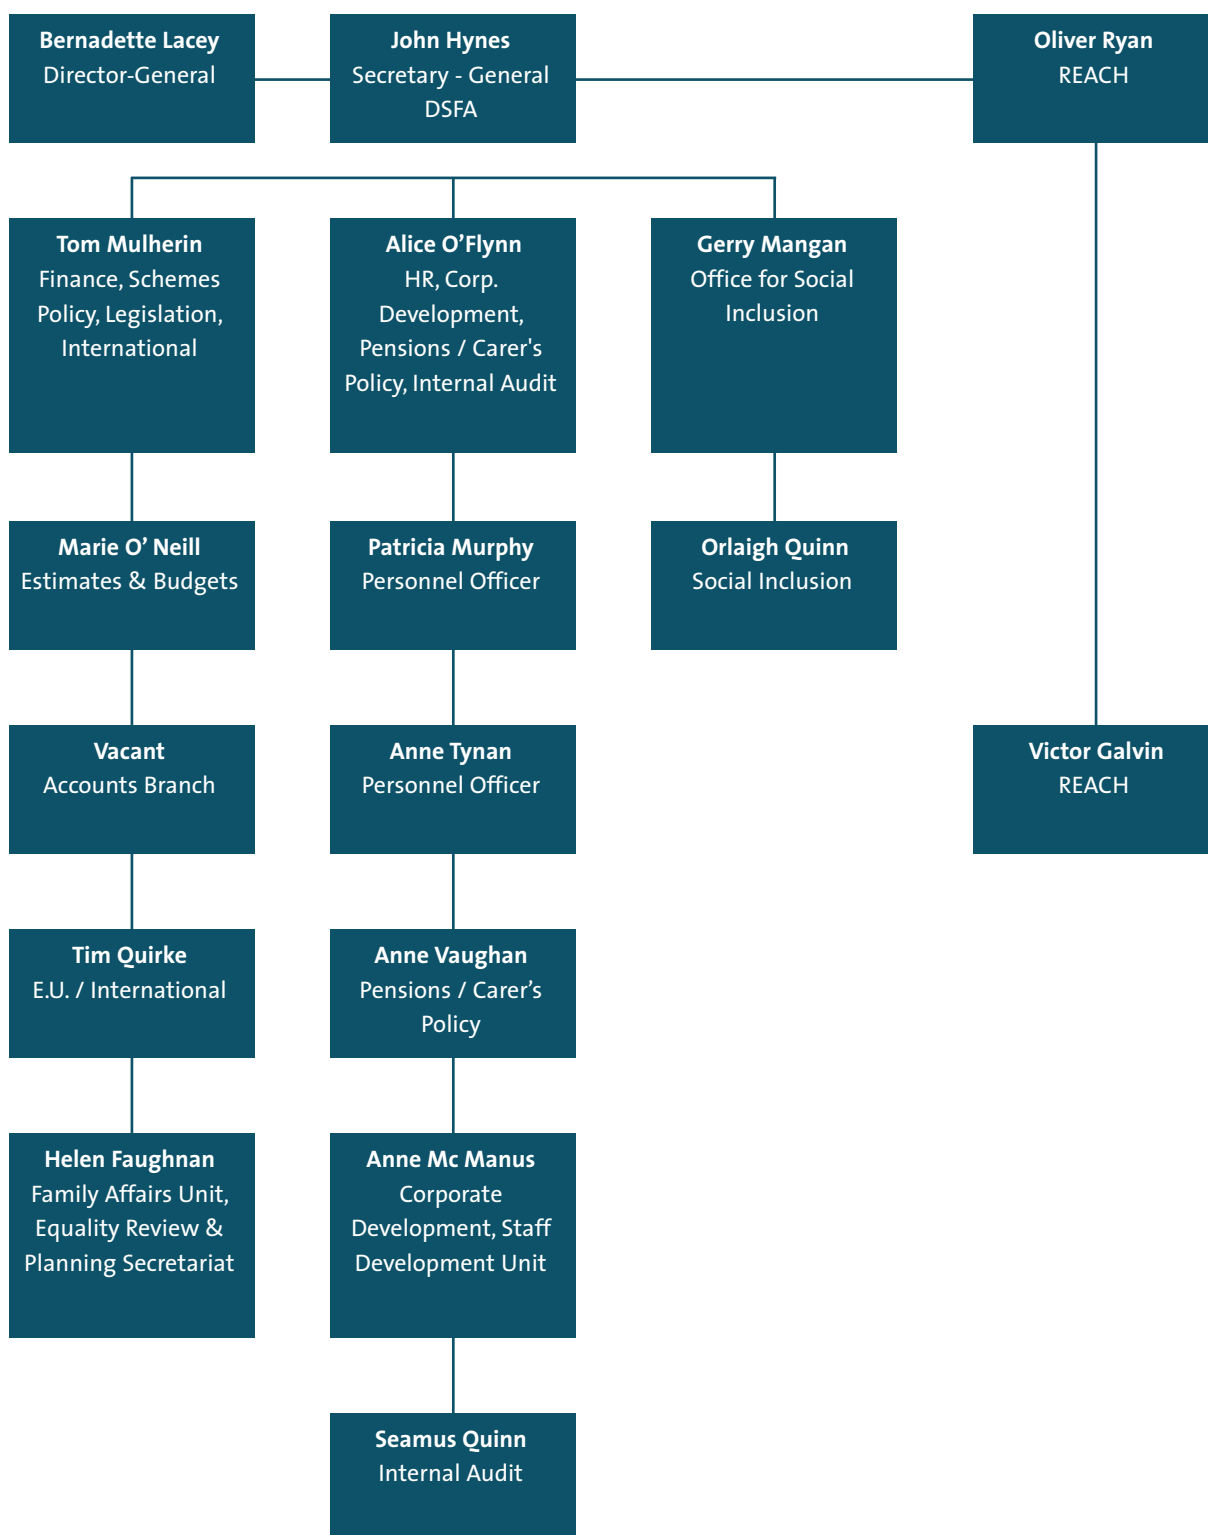 Bernadette Lacey
Director-General
John Hynes
Secretary - General
DSFA
Oliver Ryan
REACH
Tom Mulherin
Finance, Schemes
Policy, Legislation,
International
Alice O’Flynn
HR, Corp.
Development,
Pensions / Carer's
Policy, Internal Audit
Gerry Mangan
Office for Social
Inclusion
Marie O’ Neill
Estimates & Budgets
Patricia Murphy
Personnel Officer
Orlaigh Quinn
Social Inclusion
Vacant
Accounts Branch
Anne Tynan
Personnel Officer
Victor Galvin
REACH
Tim Quirke
E.U. / International
Anne Vaughan
Pensions / Carer’s
Policy
Helen Faughnan
Family Affairs Unit,
Equality Review &
Planning Secretariat
Anne Mc Manus
Corporate
Development, Staff
Development Unit
Seamus Quinn
Internal Audit